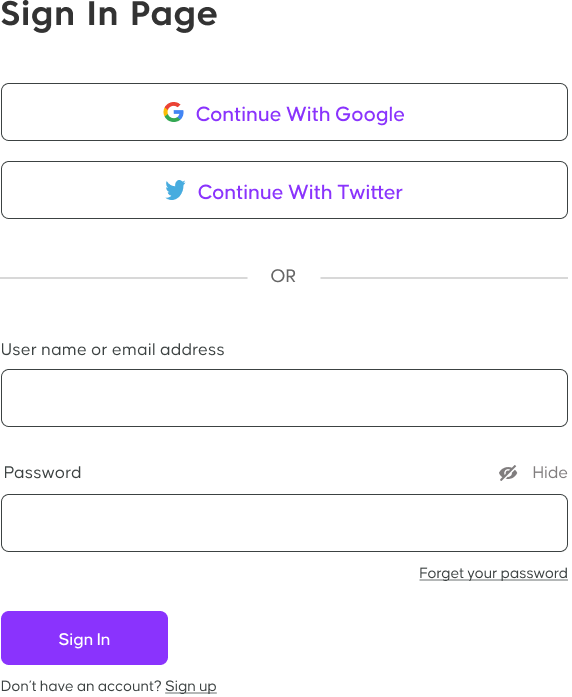 Sign In Page
Continue With Google
Continue With Twitter
OR
User name or email address
Password Hide
Forget your password
Sign In
Don’t have an account? Sign up